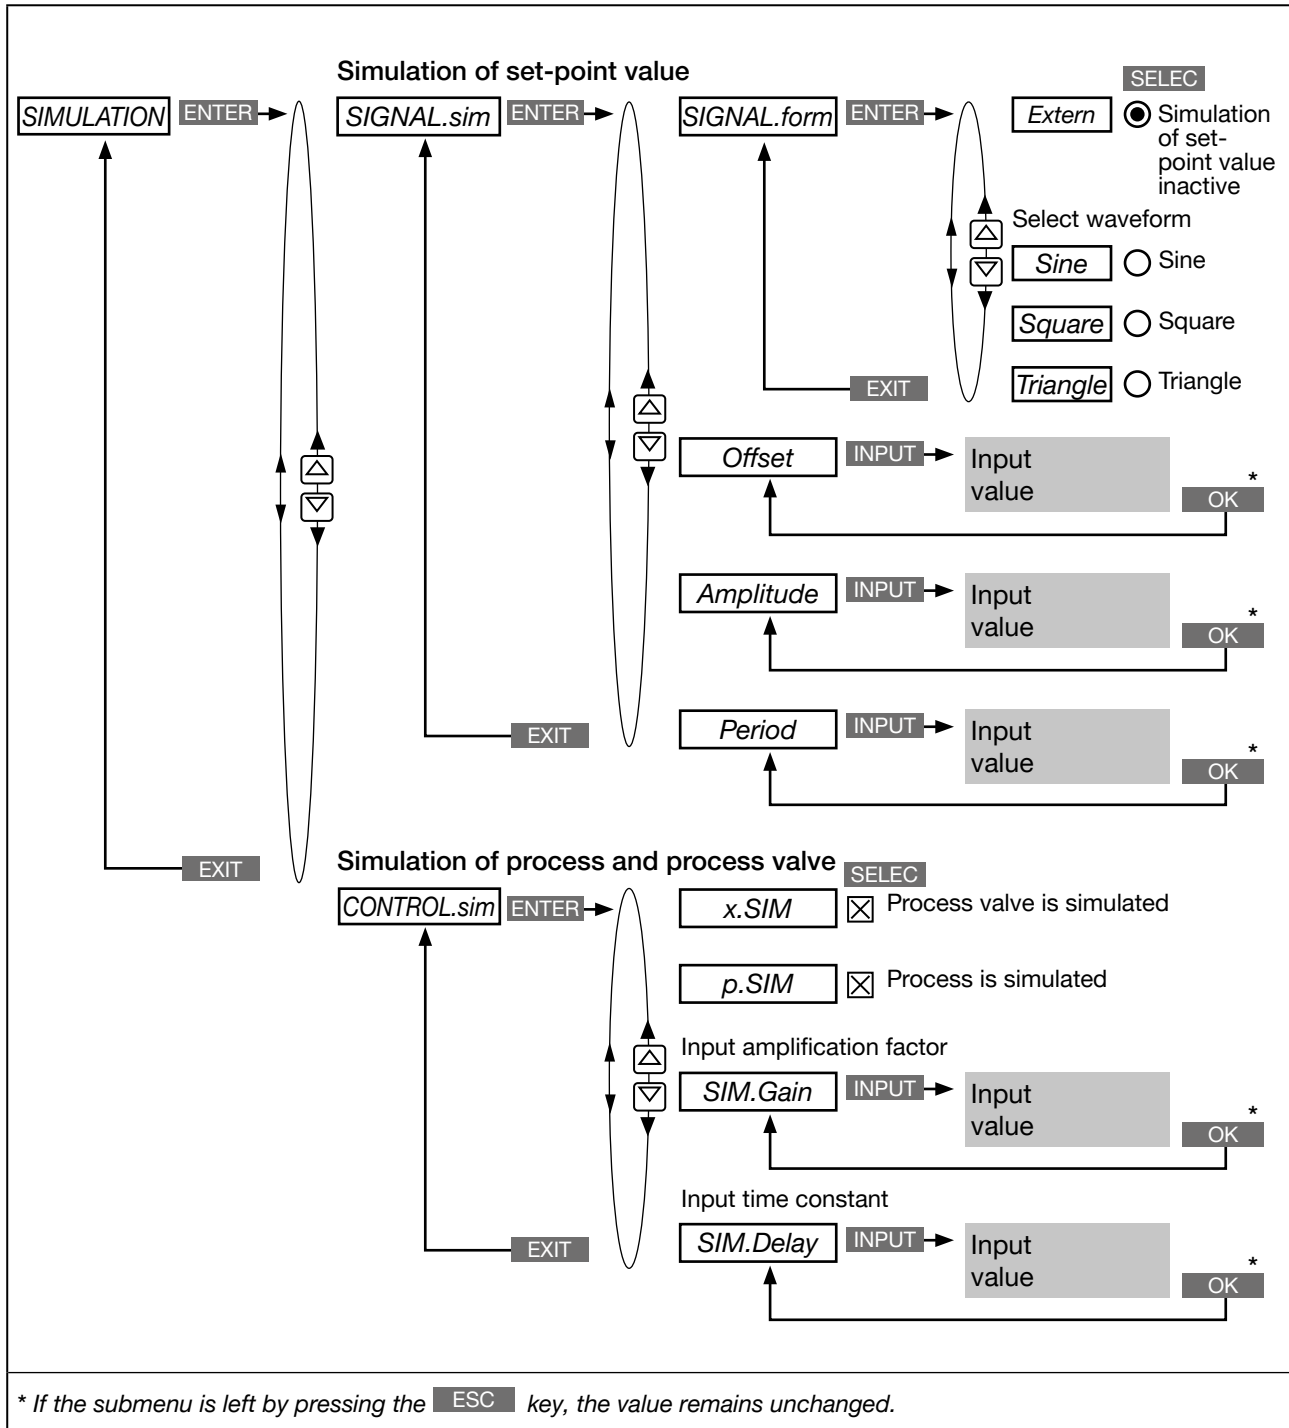 Simulation of set-point value
SELEC
SIMULATION ENTER SIGNAL.sim ENTER SIGNAL.form ENTER Extern Simulation
of set-
point value
inactive
Select waveform
Sine Sine
Square Square
Triangle Triangle
EXIT
Offset INPUT Input
value
*
OK
Amplitude INPUT Input
value
*
OK
Period INPUT Input
value
*
OK
EXIT
EXIT
Simulation of process and process valve
SELEC
CONTROL.sim ENTER x.SIM Process valve is simulated
p.SIM Process is simulated
Input amplification factor
SIM.Gain INPUT Input
value
*
OK
Input time constant
SIM.Delay INPUT Input
value
*
OK
EXIT
* If the submenu is left by pressing the ESC key, the value remains unchanged.